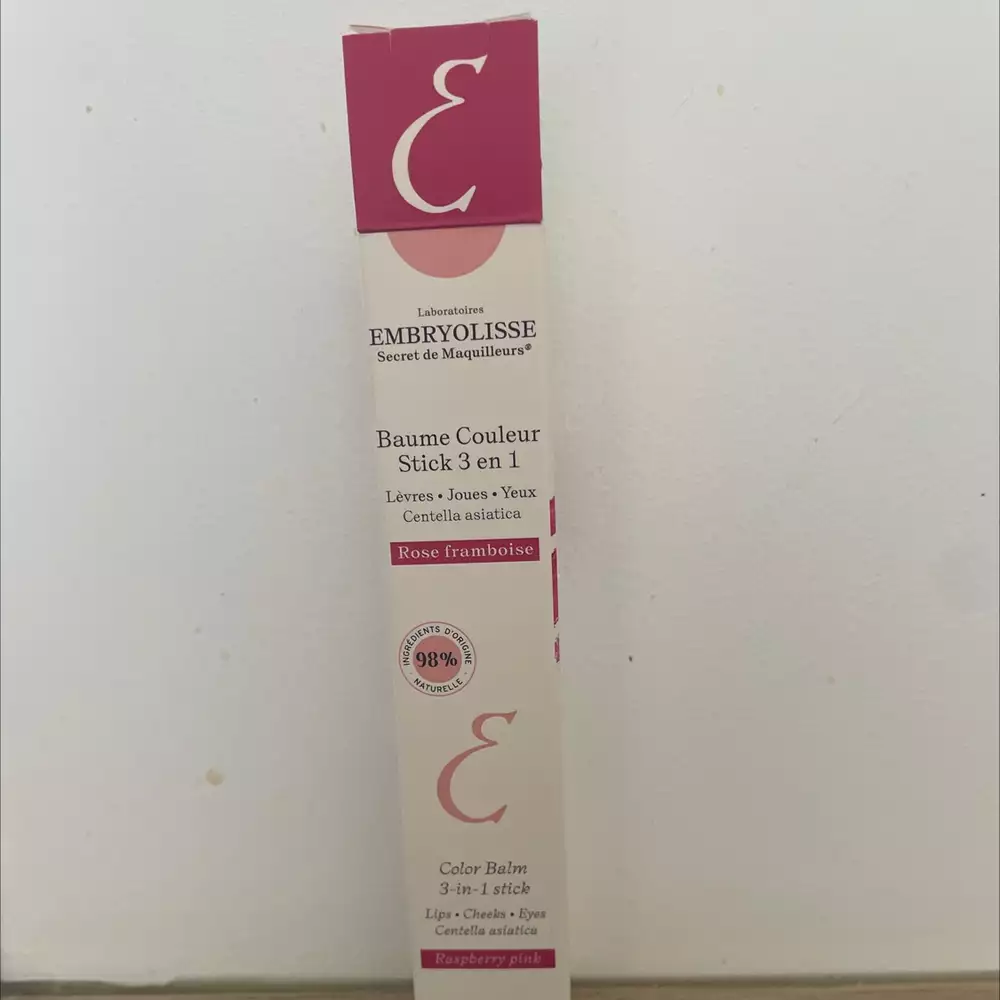 E
Laboratoires
EMBRYOLISSE
Secret de Maquilleurs®
Baume Couleur
Stick 3 en 1
Lèvres • Joues • Yeux
Centella asiatica
Rose framboise
INGRÉDIENTS D'ORIGINE
98%
NATURELLE
E
Color Balm
3-in-1 stick
Lips • Cheeks • Eyes
Centella asiatica
Raspberry pink